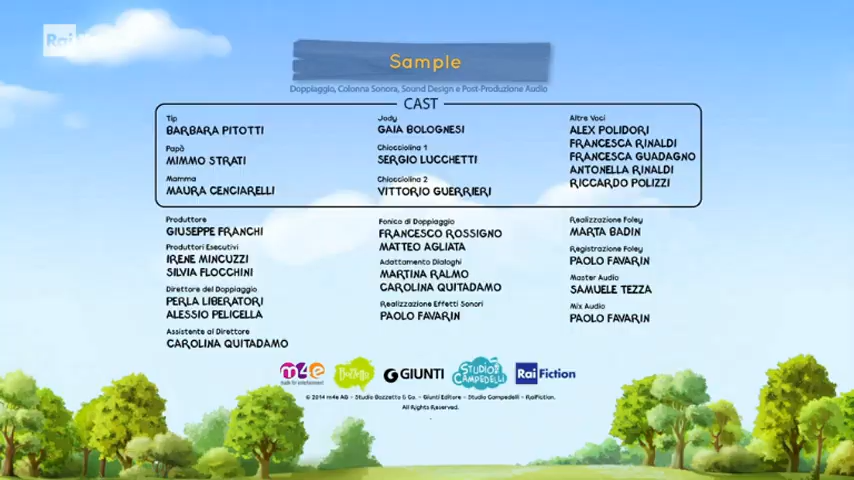 Rai
Sample
Doppiaggio, Colonna Sonora, Sound Design e Post-Produzione Audio
CAST
Tip
BARBARA PITOTTI
Papà
MIMMO STRATI
Mamma
MAURA CENCIARELLI
Jody
GAIA BOLOGNESI
Chiocciolina 1
SERGIO LUCCHETTI
Chiocciolina 2
VITTORIO GUERRIERI
Altre Voci
ALEX POLIDORI
FRANCESCA RINALDI
FRANCESCA GUADAGNO
ANTONELLA RINALDI
RICCARDO POLIZZI
Produttore
GIUSEPPE FRANCHI
Produttori Esecutivi
IRENE MINCUZZI
SILVIA FLOCCHINI
Direttore del Doppiaggio
PERLA LIBERATORI
ALESSIO PELICELLA
Assistente al Direttore
CAROLINA QUITADAMO
Fonico di Doppiaggio
FRANCESCO ROSSIGNO
MATTEO AGLIATA
Adattamento Dialoghi
MARTINA RALMO
CAROLINA QUITADAMO
Realizzazione Effetti Sonori
PAOLO FAVARIN
Realizzazione Foley
MARTA BADIN
Registrazione Foley
PAOLO FAVARIN
Master Audio
SAMUELE TEZZA
Mix Audio
PAOLO FAVARIN
m4e
made for entertainment
Bozzetto
GIUNTI
STUDIO
CAMPEDELLI
Rai Fiction
© 2014 m4e AG - Studio Bozzetto & Co. - Giunti Editore - Studio Campedelli - RaiFiction.
All Rights Reserved.